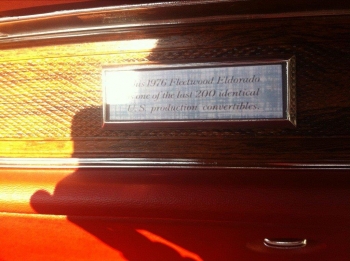 1976 Fleetwood Eldorado
one of the last 200 identical
U.S. production convertibles.